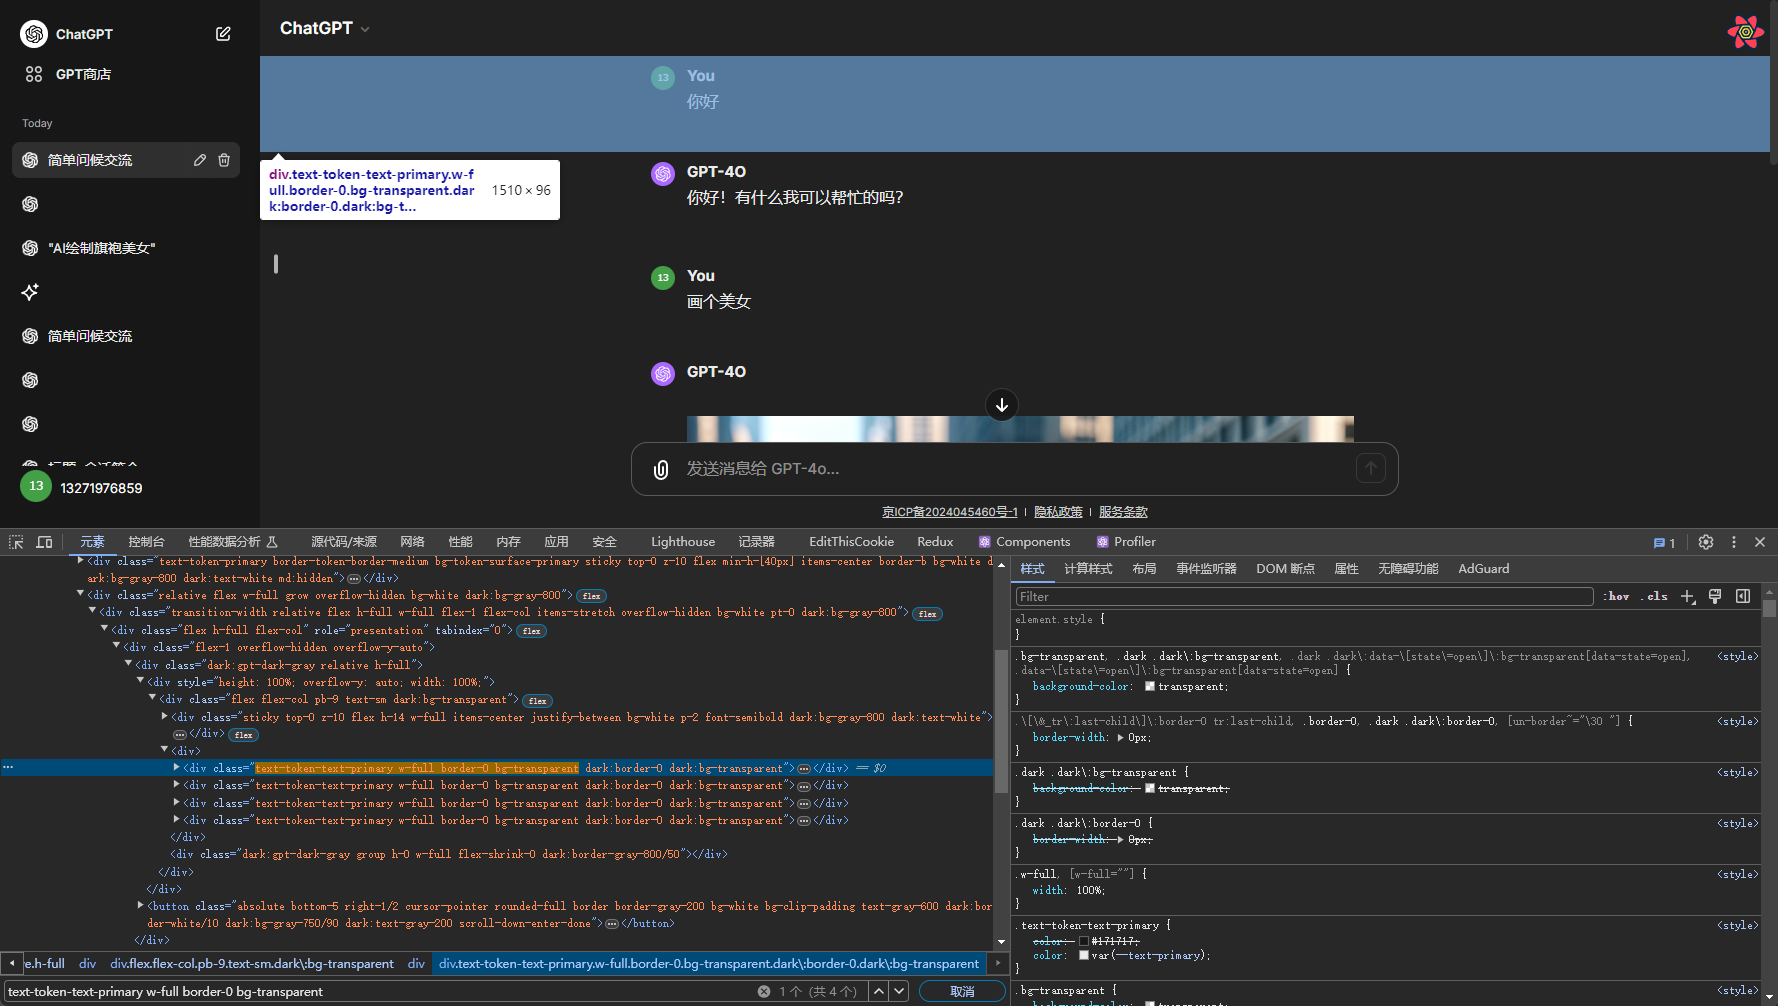 ChatGPT
GPT商店
Today
简单问候交流
"AI绘制旗袍美女"
简单问候交流
13
13271976859
ChatGPT
13
You
你好
div.text-token-text-primary.w-f
ull.border-0.bg-transparent.dar
k:border-0.dark:bg-t...
1510 × 96
GPT-4O
你好！有什么我可以帮忙的吗？
13
You
画个美女
GPT-4O
发送消息给 GPT-4o...
京ICP备2024045460号-1 | 隐私政策 | 服务条款
元素 控制台 性能数据分析 源代码/来源 网络 性能 内存 应用 安全 Lighthouse 记录器 EditThisCookie Redux Components Profiler 1
<div class="text-token-primary border-token-border-medium bg-token-surface-primary sticky top-0 z-10 flex min-h-[40px] items-center border-b bg-white d
ark:bg-gray-800 dark:text-white md:hidden">…</div>
<div class="relative flex w-full grow overflow-hidden bg-white dark:bg-gray-800"> flex
<div class="transition-width relative flex h-full w-full flex-1 flex-col items-stretch overflow-hidden bg-white pt-0 dark:bg-gray-800"> flex
<div class="flex h-full flex-col" role="presentation" tabindex="0"> flex
<div class="flex-1 overflow-hidden overflow-y-auto">
<div class="dark:gpt-dark-gray relative h-full">
<div style="height: 100%; overflow-y: auto; width: 100%;">
<div class="flex flex-col pb-9 text-sm dark:bg-transparent"> flex
<div class="sticky top-0 z-10 flex h-14 w-full items-center justify-between bg-white p-2 font-semibold dark:bg-gray-800 dark:text-white">
…</div> flex
<div>
… <div class="text-token-text-primary w-full border-0 bg-transparent dark:border-0 dark:bg-transparent">…</div> == $0
<div class="text-token-text-primary w-full border-0 bg-transparent dark:border-0 dark:bg-transparent">…</div>
<div class="text-token-text-primary w-full border-0 bg-transparent dark:border-0 dark:bg-transparent">…</div>
<div class="text-token-text-primary w-full border-0 bg-transparent dark:border-0 dark:bg-transparent">…</div>
</div>
<div class="dark:gpt-dark-gray group h-0 w-full flex-shrink-0 dark:border-gray-800/50"></div>
</div>
</div>
<button class="absolute bottom-5 right-1/2 cursor-pointer rounded-full border border-gray-200 bg-white bg-clip-padding text-gray-600 dark:bor
der-white/10 dark:bg-gray-750/90 dark:text-gray-200 scroll-down-enter-done">…</button>
</div>
e.h-full div div.flex.flex-col.pb-9.text-sm.dark\:bg-transparent div div.text-token-text-primary.w-full.border-0.bg-transparent.dark\:border-0.dark\:bg-transparent
text-token-text-primary w-full border-0 bg-transparent 1 个 (共 4 个) 取消
样式 计算样式 布局 事件监听器 DOM 断点 属性 无障碍功能 AdGuard
Filter :hov .cls
element.style {
}
.bg-transparent, .dark .dark\:bg-transparent, .dark .dark\:data-\[state\=open\]\:bg-transparent[data-state=open], <style>
.data-\[state\=open\]\:bg-transparent[data-state=open] {
background-color: transparent;
}
.\[\&_tr\:last-child\]\:border-0 tr:last-child, .border-0, .dark .dark\:border-0, [un-border~="\30 "] { <style>
border-width: 0px;
}
.dark .dark\:bg-transparent { <style>
background-color: transparent;
}
.dark .dark\:border-0 { <style>
border-width: 0px;
}
.w-full, [w-full=""] { <style>
width: 100%;
}
.text-token-text-primary { <style>
color: #171717;
color: var(--text-primary);
}
.bg-transparent { <style>